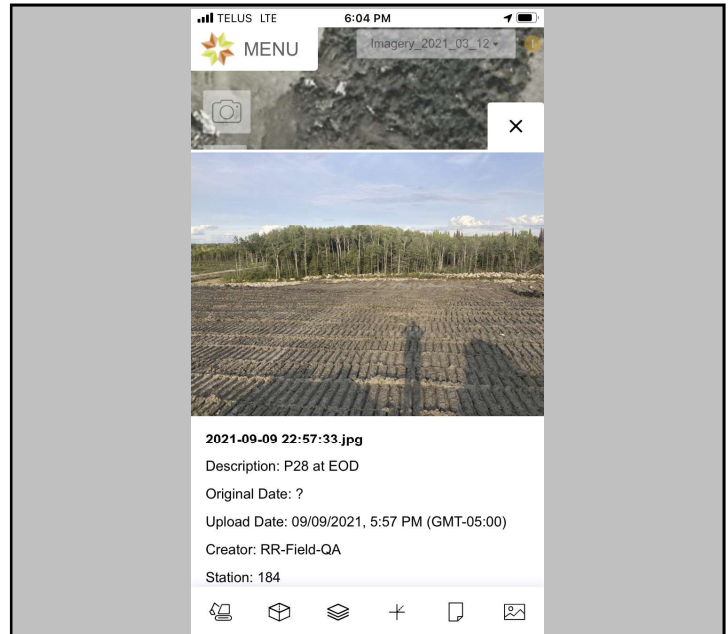 TELUS LTE 6:04 PM
MENU
Imagery_2021_03_12
2021-09-09 22:57:33.jpg
Description: P28 at EOD
Original Date: ?
Upload Date: 09/09/2021, 5:57 PM (GMT-05:00)
Creator: RR-Field-QA
Station: 184